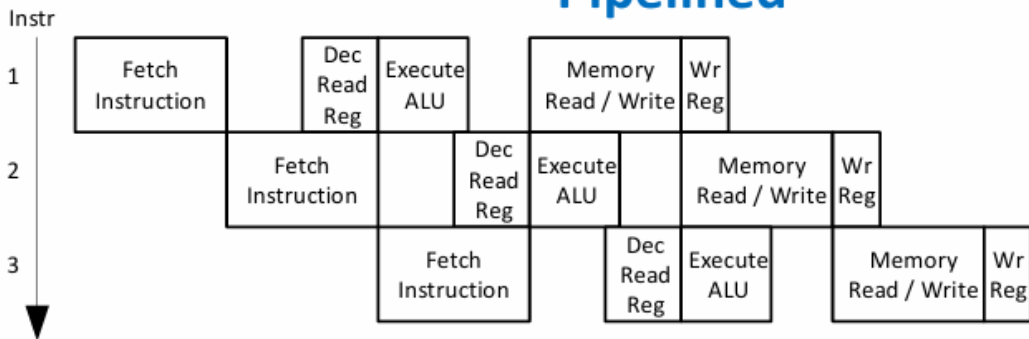 Pipelined
Instr
1
Fetch
Instruction
Dec
Read
Reg
Execute
ALU
Memory
Read / Write
Wr
Reg
2
Fetch
Instruction
Dec
Read
Reg
Execute
ALU
Memory
Read / Write
Wr
Reg
3
Fetch
Instruction
Dec
Read
Reg
Execute
ALU
Memory
Read / Write
Wr
Reg